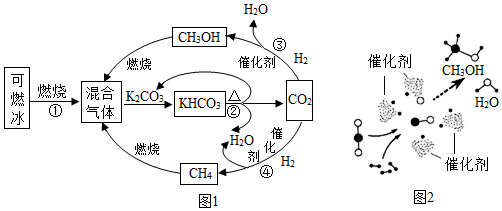 H2O
CH3OH
③
燃烧
催化剂
H2
可燃冰
燃烧
①
混合气体
K2CO3
KHCO3
△
②
CO2
H2O
催化剂
H2
燃烧
CH4
④
图1
催化剂
CH3OH
H2O
催化剂
图2